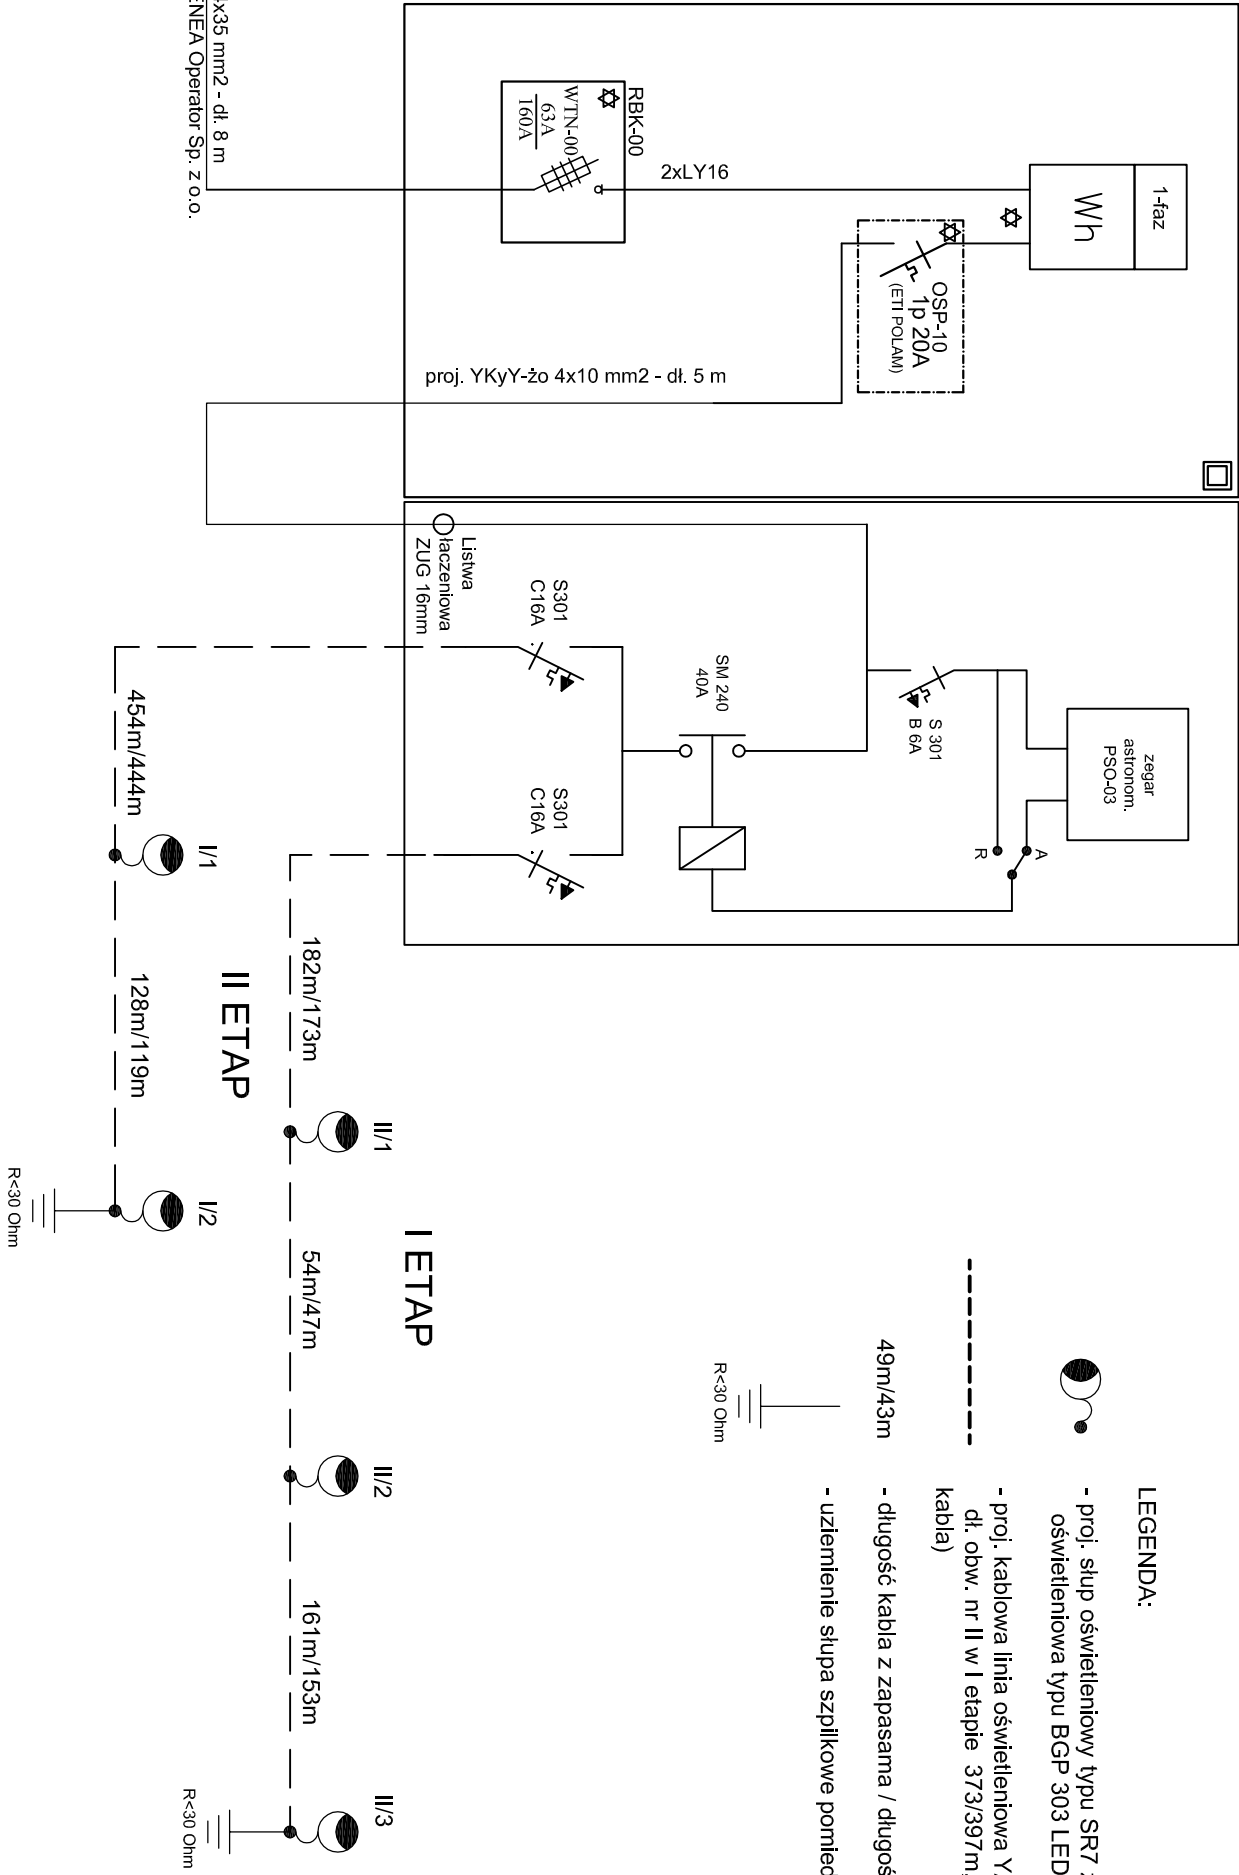 4x35 mm2 - dł. 8 m
ENEA Operator Sp. z o.o.
RBK-00
WTN-00
63A
160A
2xLY16
1-faz
Wh
OSP-10
1p 20A
(ETI POLAM)
proj. YKyY-żo 4x10 mm2 - dł. 5 m
Listwa
łaczeniowa
ZUG 16mm
S301
C16A
S301
C16A
SM 240
40A
S 301
B 6A
zegar
astronom.
PSO-03
A
R
454m/444m
I/1
128m/119m
I/2
R<30 Ohm
II ETAP
182m/173m
II/1
54m/47m
II/2
161m/153m
II/3
R<30 Ohm
I ETAP
LEGENDA:
- proj. słup oświetleniowy typu SR7
oświetleniowa typu BGP 303 LED
- proj. kablowa linia oświetleniowa
dł. obw. nr II w I etapie 373/397m,
kabla)
49m/43m
- długość kabla z zapasama /
- uziemienie słupa szpilkowe
R<30 Ohm